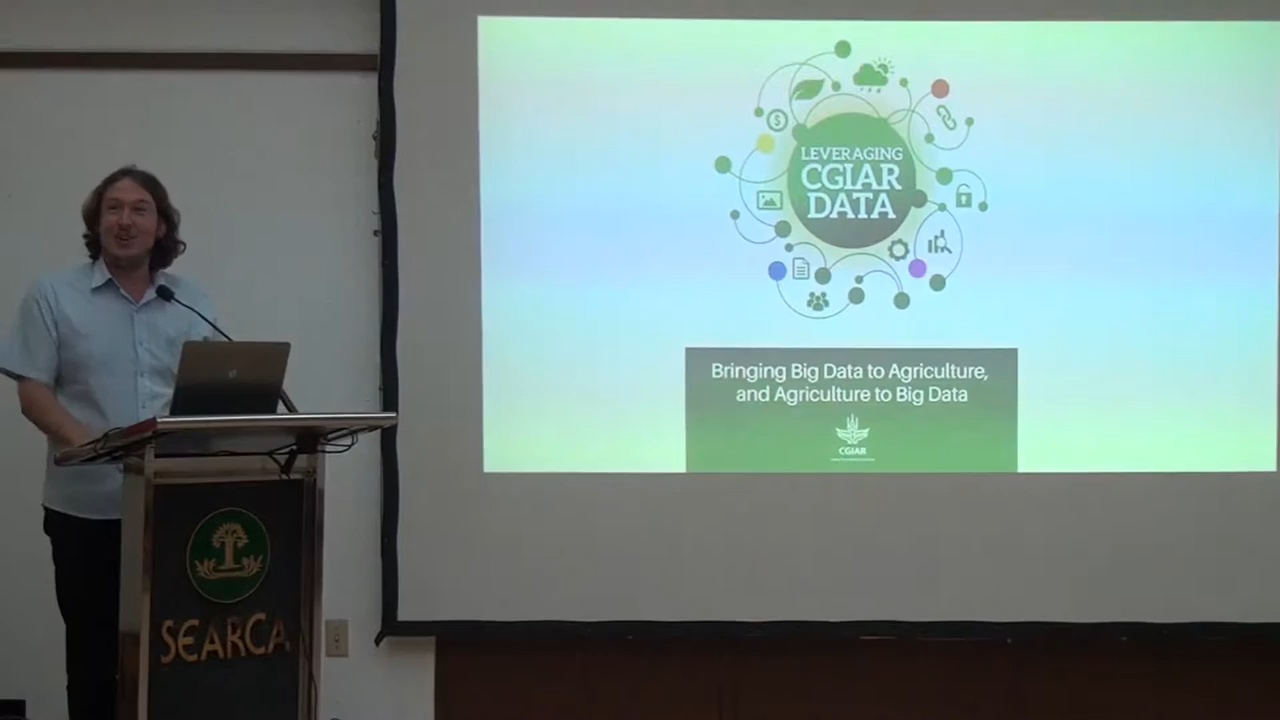 LEVERAGING
CGIAR
DATA
Bringing Big Data to Agriculture,
and Agriculture to Big Data
CGIAR
SEARCA